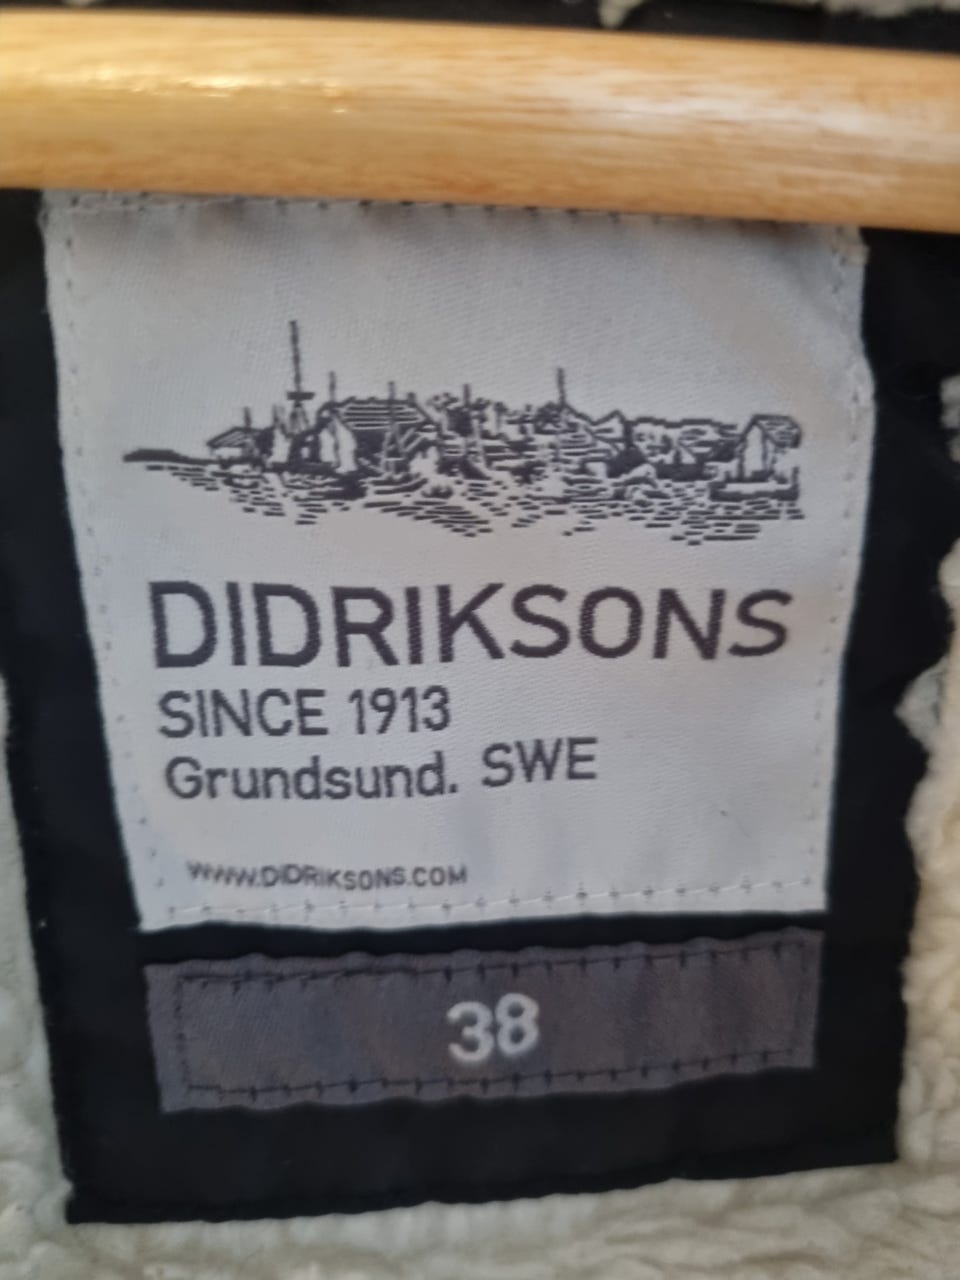 DIDRIKSONS
SINCE 1913
Grundsund. SWE
WWW.DIDRIKSONS.COM
38